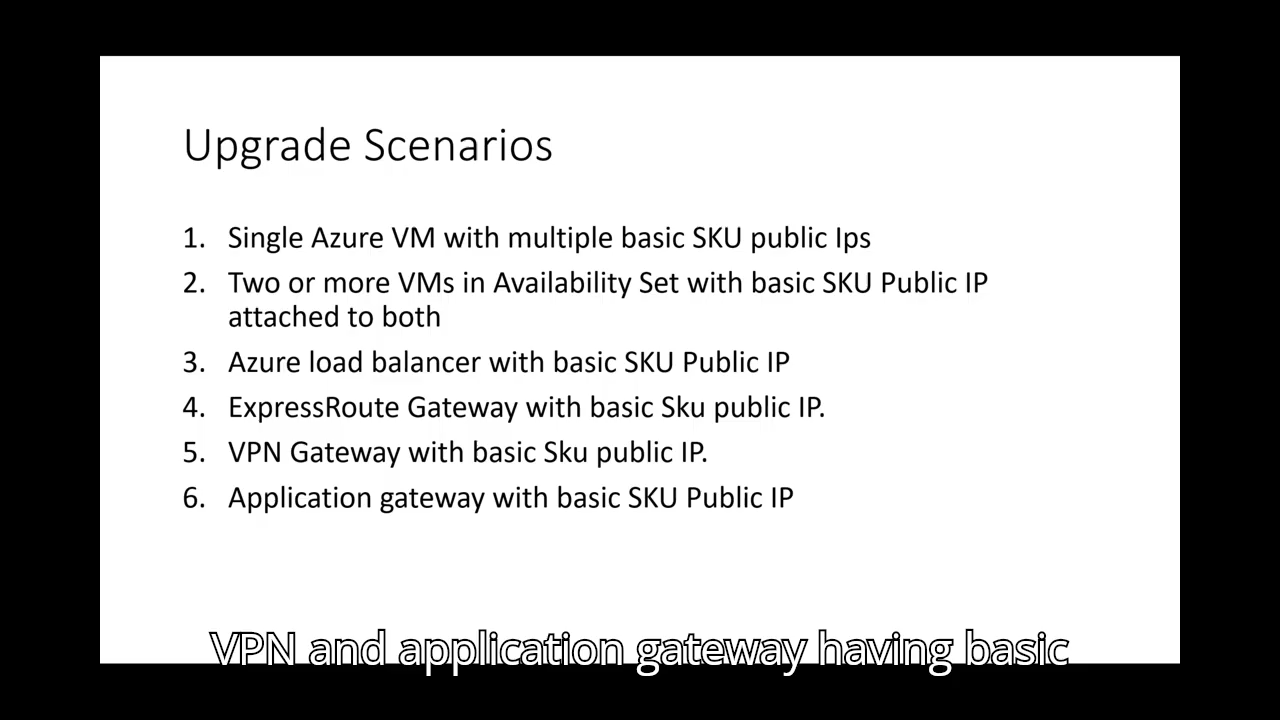 Upgrade Scenarios
1. Single Azure VM with multiple basic SKU public Ips
2. Two or more VMs in Availability Set with basic SKU Public IP
attached to both
3. Azure load balancer with basic SKU Public IP
4. ExpressRoute Gateway with basic Sku public IP.
5. VPN Gateway with basic Sku public IP.
6. Application gateway with basic SKU Public IP
VPN and application gateway having basic